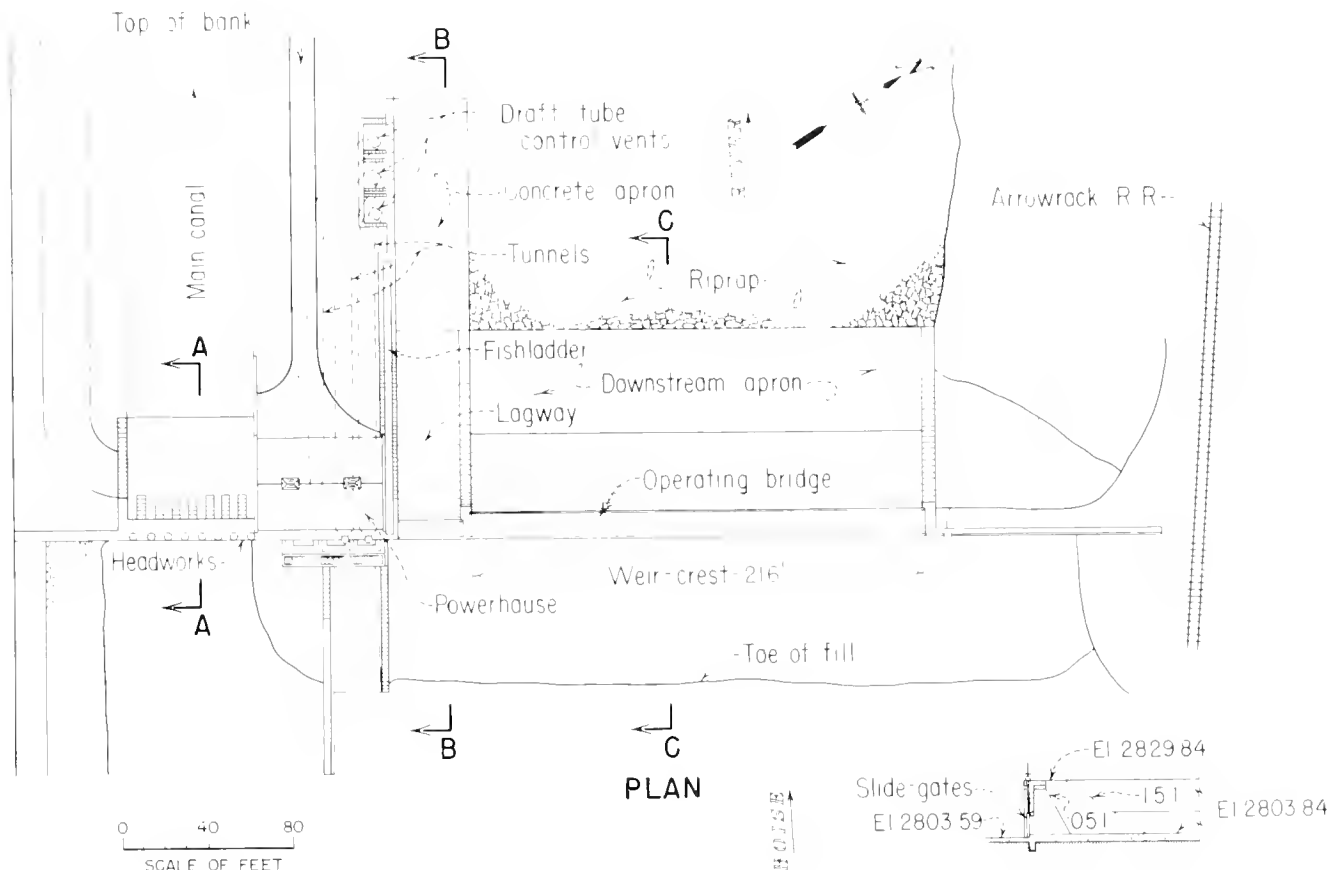 Top of bank
B
Draft tube
control vents
Concrete apron
Main canal
C
Arrowrack R R
Tunnels
Riprap
A
Fishladder
Downstream apron
Logway
Operating bridge
Headworks
Weir-crest-216'
Powerhouse
A
Toe of fill
B
C
PLAN
El 2829 84
Slide-gates
1 5 1
El 2803 59
0 5 1
El 2803 84
0 40 80
SCALE OF FEET
BOISE